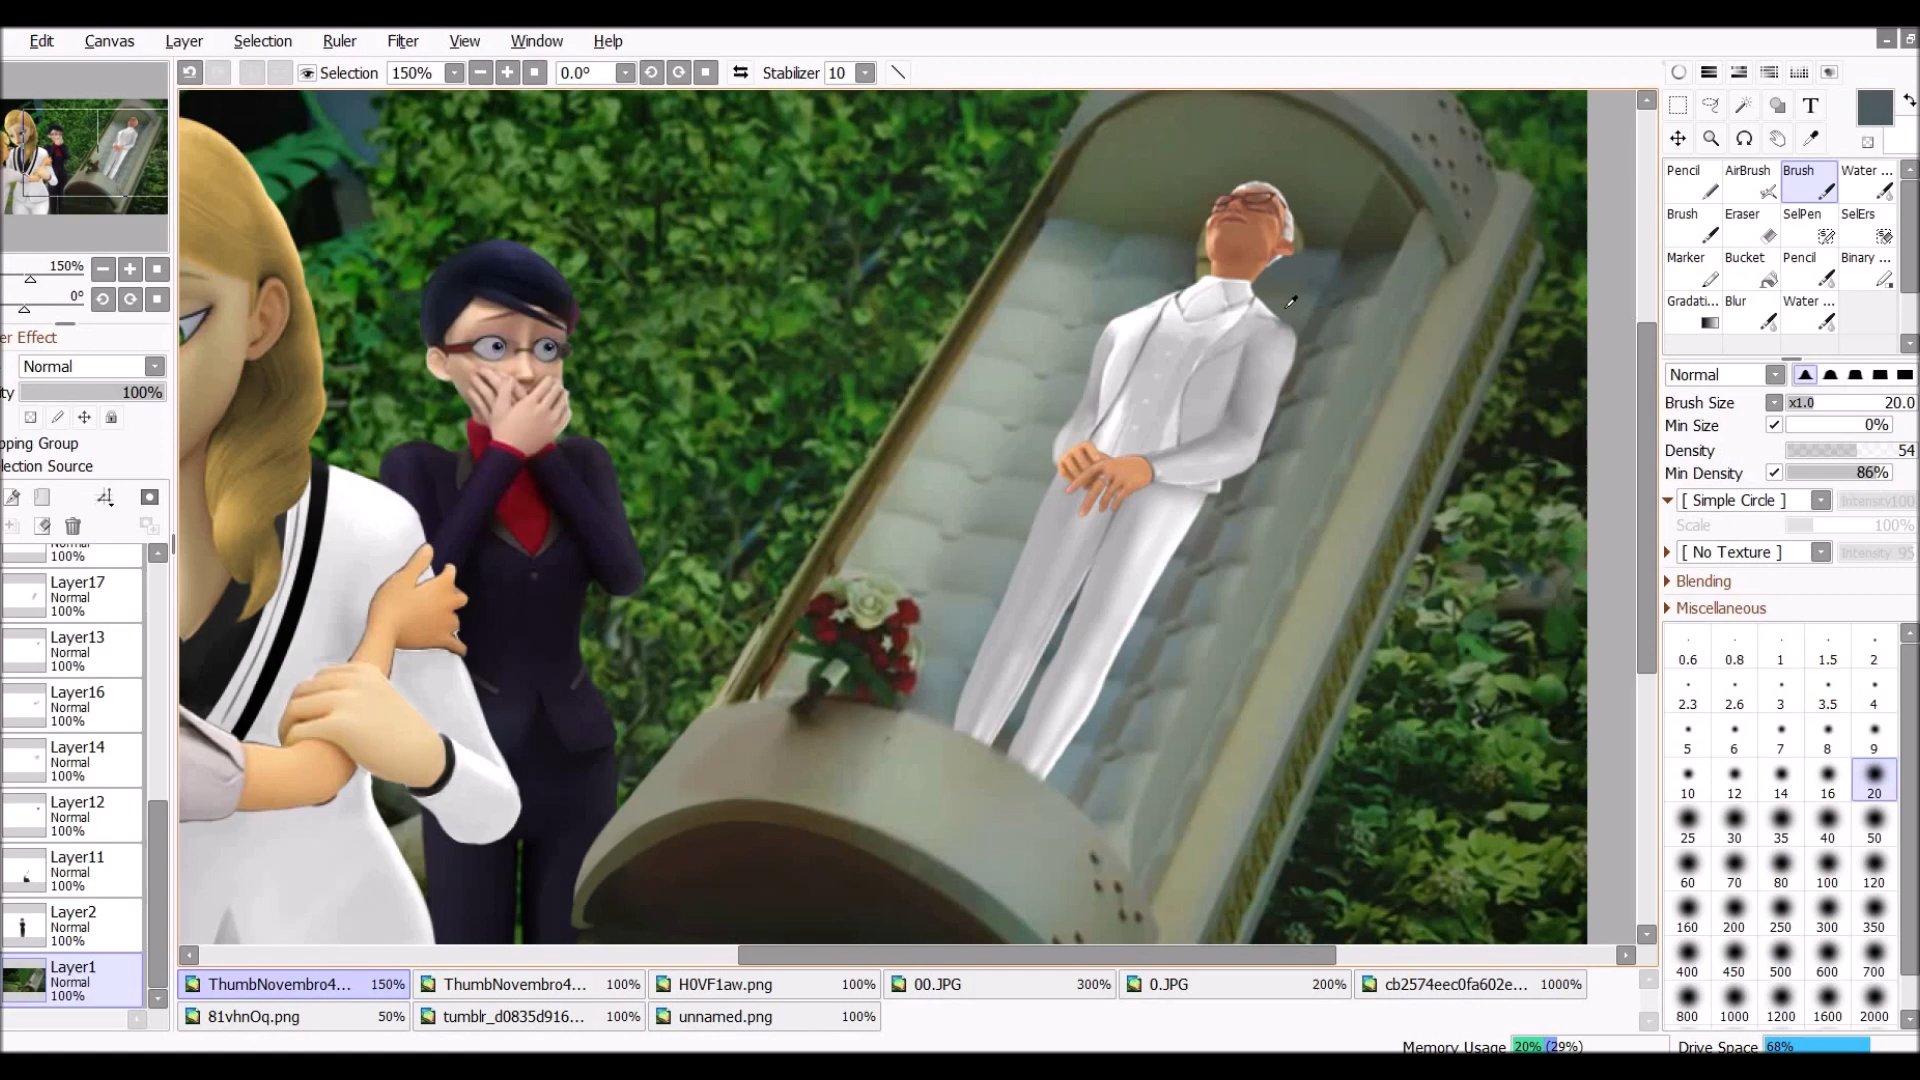 Edit Canvas Layer Selection Ruler Filter View Window Help
Selection 150% 0.0º Stabilizer 10
T
150%
0º
er Effect
Normal
ty 100%
pping Group
lection Source
Normal
100%
Layer17
Normal
100%
Layer13
Normal
100%
Layer16
Normal
100%
Layer14
Normal
100%
Layer12
Normal
100%
Layer11
Normal
100%
Layer2
Normal
100%
Layer1
Normal
100%
Pencil AirBrush Brush Water ...
Brush Eraser SelPen SelErs
Marker Bucket Pencil Binary ...
Gradati... Blur Water ...
Normal
Brush Size x1.0 20.0
Min Size 0%
Density 54
Min Density 86%
[ Simple Circle ] Intensity100
Scale 100%
[ No Texture ] Intensity 95
Blending
Miscellaneous
0.6 0.8 1 1.5 2
2.3 2.6 3 3.5 4
5 6 7 8 9
10 12 14 16 20
25 30 35 40 50
60 70 80 100 120
160 200 250 300 350
400 450 500 600 700
800 1000 1200 1600 2000
ThumbNovembro4... 150% ThumbNovembro4... 100% H0VF1aw.png 100% 00.JPG 300% 0.JPG 200% cb2574eec0fa602e... 1000%
81vhnOq.png 50% tumblr_d0835d916... 100% unnamed.png 100%
Memory Usage 20% (29%) Drive Space 68%